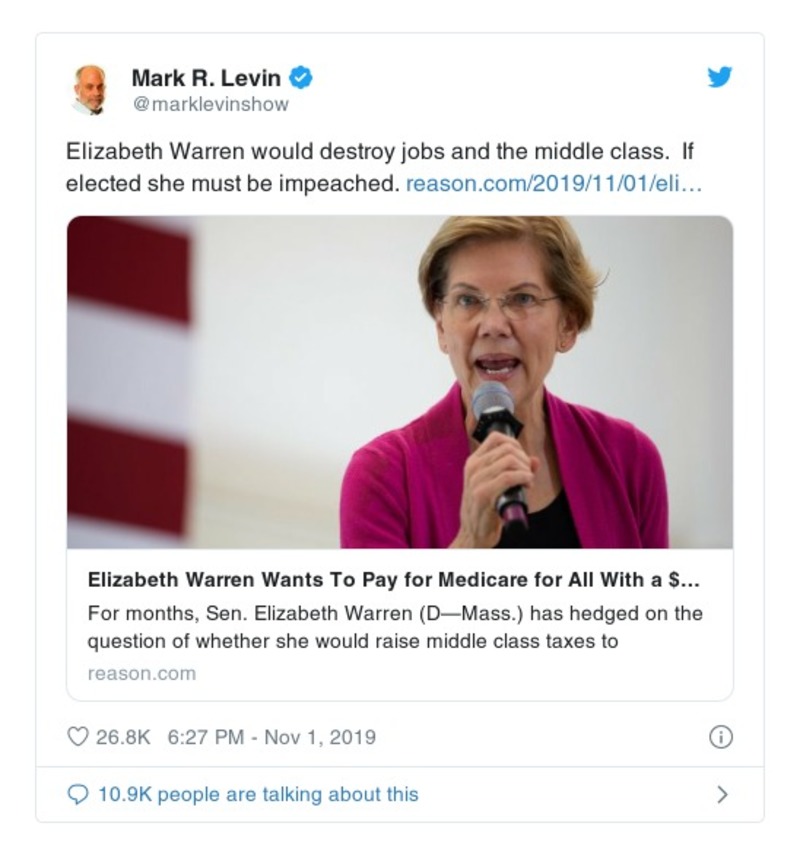 Mark R. Levin
@marklevinshow
Elizabeth Warren would destroy jobs and the middle class. If
elected she must be impeached. reason.com/2019/11/01/eli…
Elizabeth Warren Wants To Pay for Medicare for All With a $...
For months, Sen. Elizabeth Warren (D—Mass.) has hedged on the
question of whether she would raise middle class taxes to
reason.com
26.8K 6:27 PM - Nov 1, 2019
10.9K people are talking about this